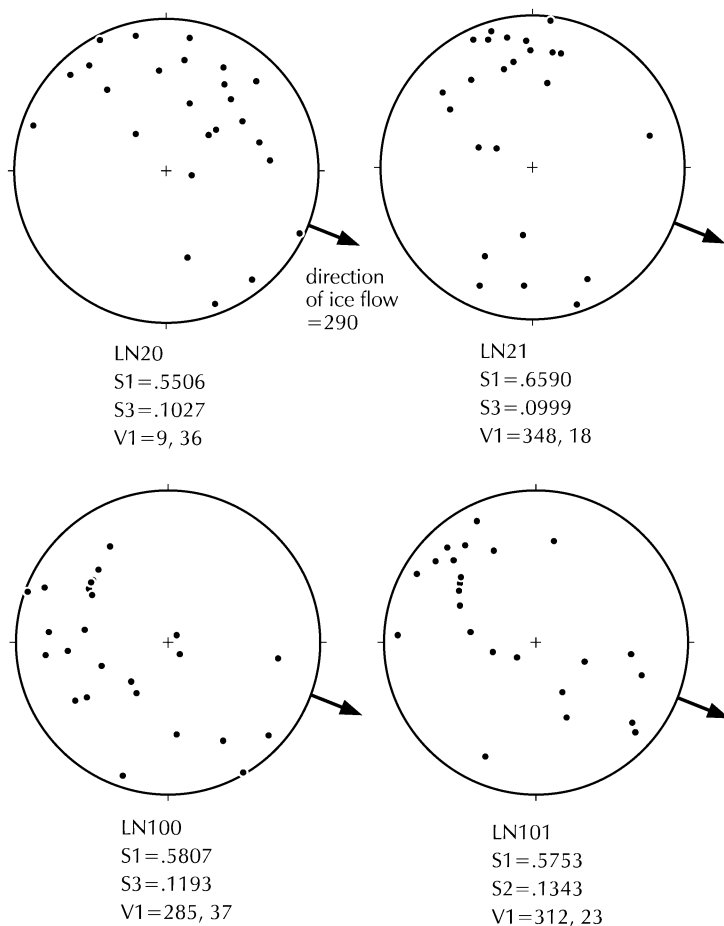 direction
of ice flow
=290
LN20
S1=.5506
S3=.1027
V1=9, 36
LN21
S1=.6590
S3=.0999
V1=348, 18
LN100
S1=.5807
S3=.1193
V1=285, 37
LN101
S1=.5753
S2=.1343
V1=312, 23